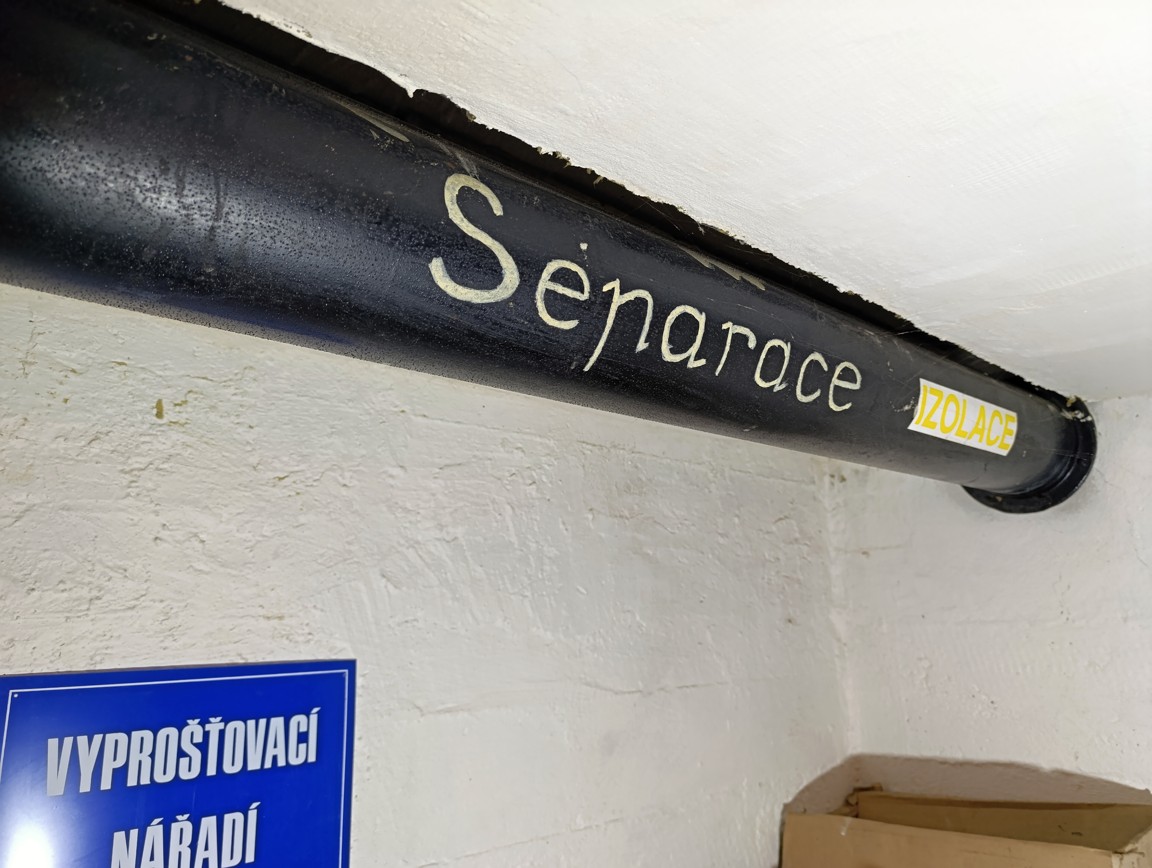 Separace
IZOLACE
VYPROŠŤOVACÍ
NÁŘADÍ